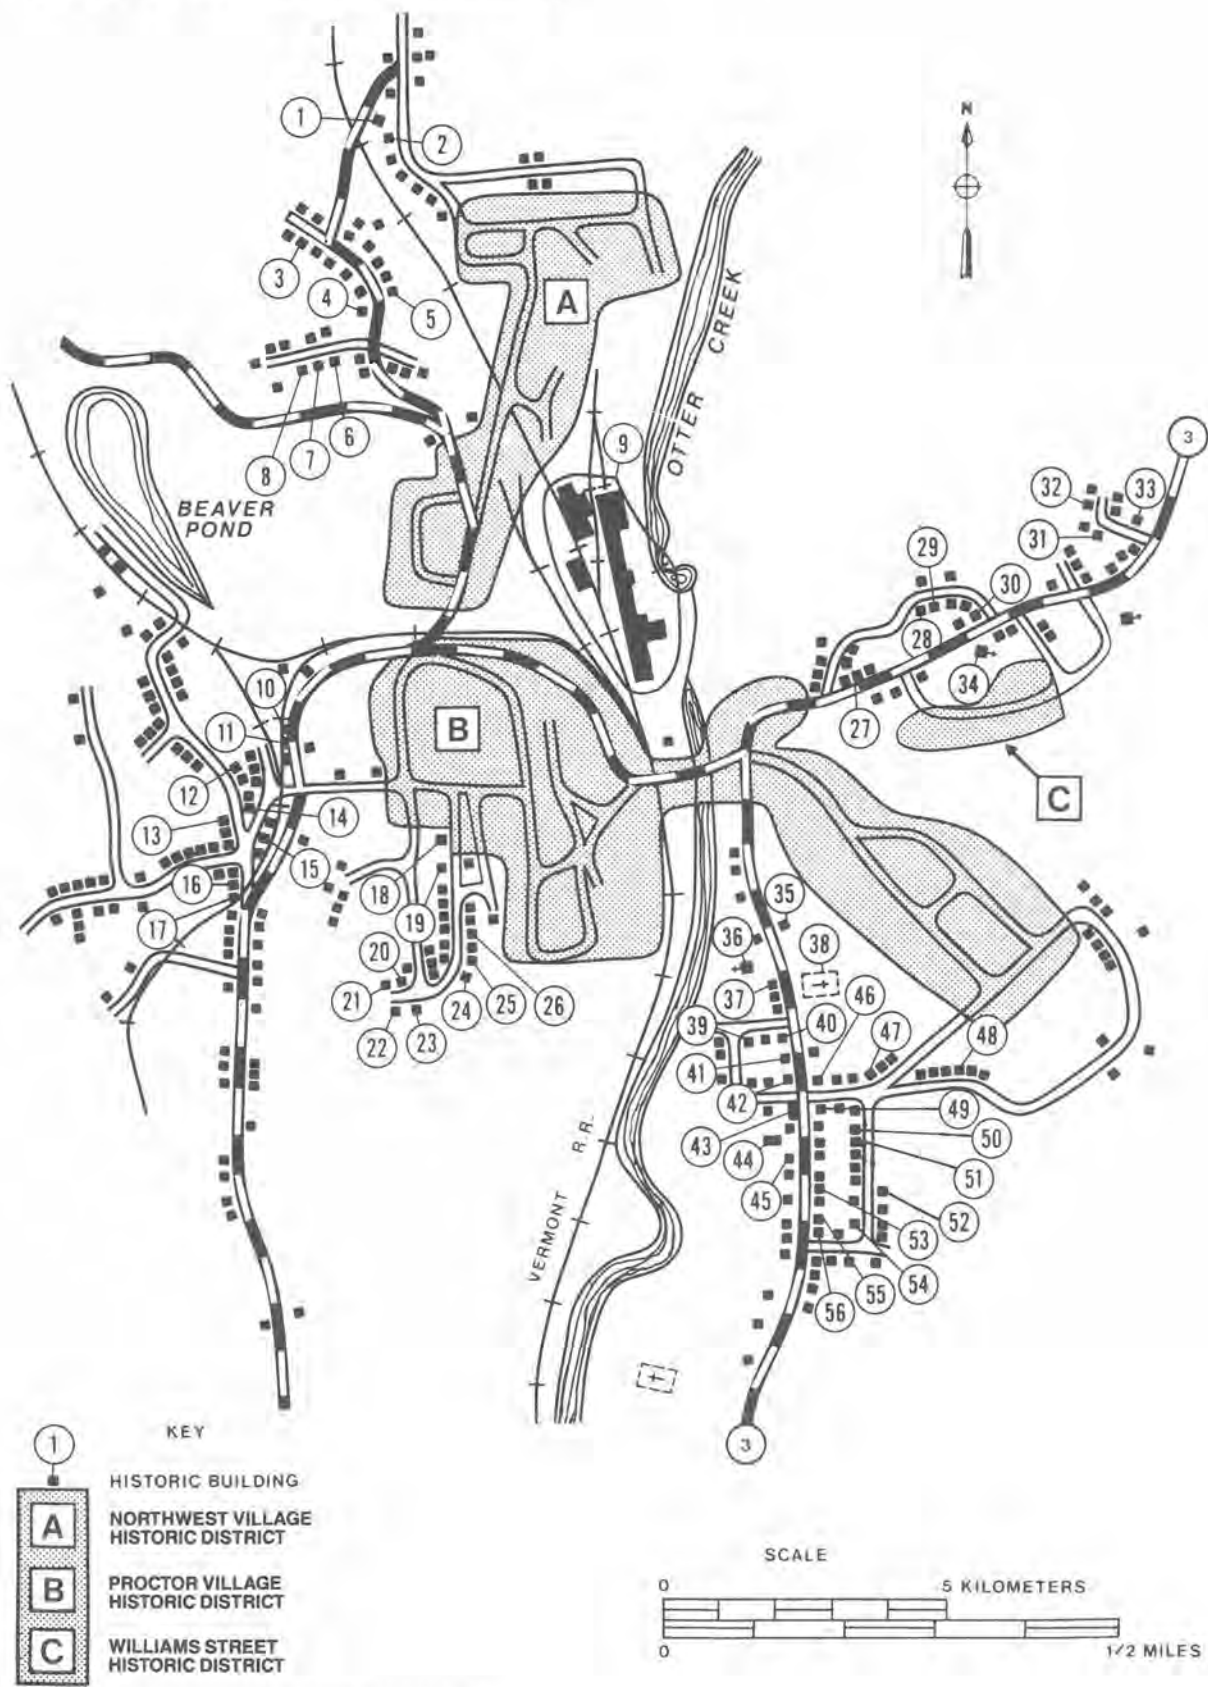 1
2
N
3
4
5
A
OTTER CREEK
9
3
6
7
8
32
33
BEAVER
POND
31
29
30
28
10
34
11
B
27
12
C
14
13
15
16
18
35
17
19
36
38
20
37
46
21
24
25
26
39
40
47
48
22
23
41
42
49
43
50
44
51
45
52
53
VERMONT R.R.
54
55
56
3
KEY
1
HISTORIC BUILDING
A
NORTHWEST VILLAGE
HISTORIC DISTRICT
B
PROCTOR VILLAGE
HISTORIC DISTRICT
C
WILLIAMS STREET
HISTORIC DISTRICT
SCALE
0
5 KILOMETERS
0
1/2 MILES